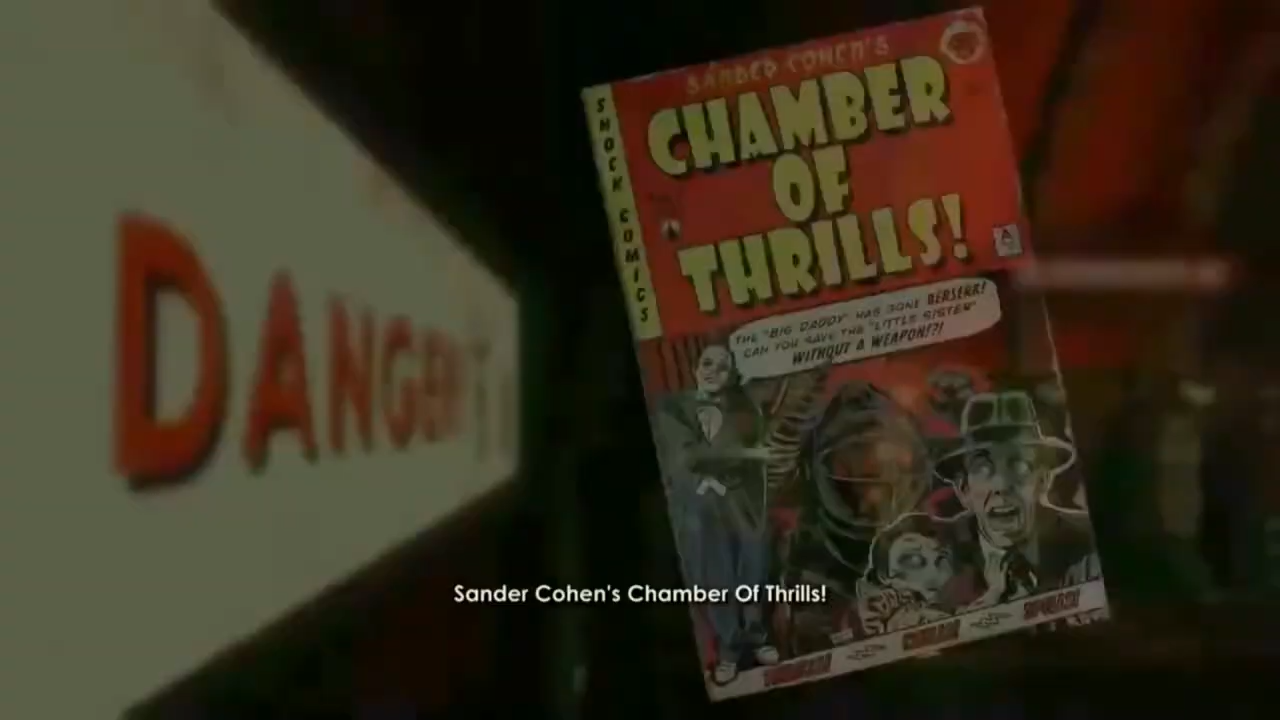 DANGER
SANDER COHEN'S
CHAMBER
OF
THRILLS!
SHOCK COMICS
THE "BIG DADDY" HAS GONE BERSERK!
CAN YOU SAVE THE "LITTLE SISTER"
WITHOUT A WEAPON!?!
Sander Cohen's Chamber Of Thrills!